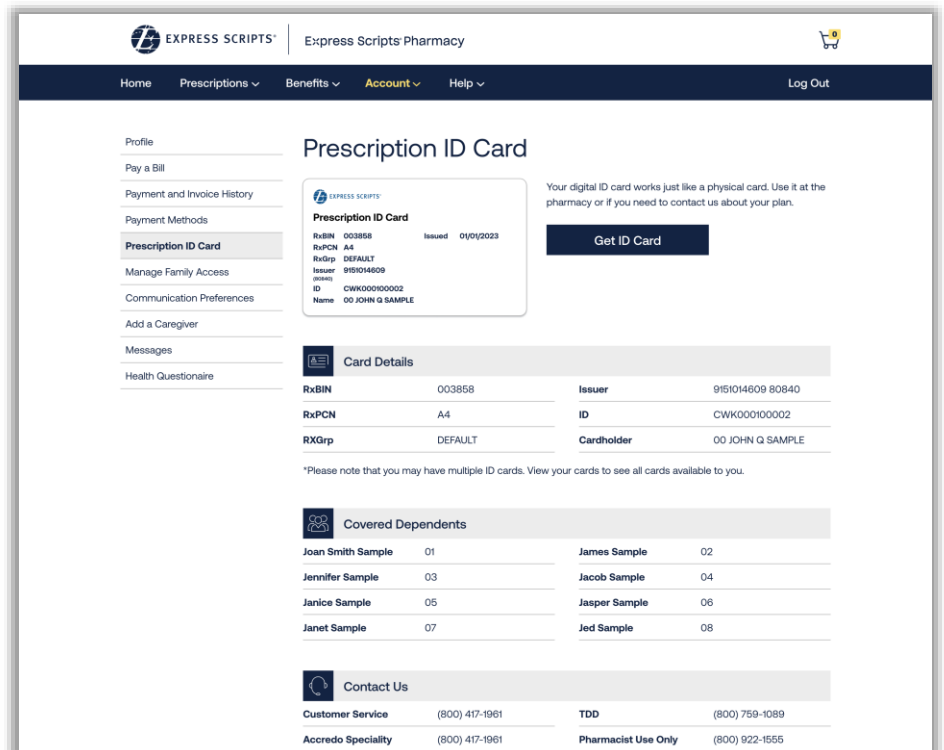 EXPRESS SCRIPTS® Express Scripts® Pharmacy 0
Home Prescriptions Benefits Account Help Log Out
Profile
Pay a Bill
Payment and Invoice History
Payment Methods
Prescription ID Card
Manage Family Access
Communication Preferences
Add a Caregiver
Messages
Health Questionaire
Prescription ID Card
EXPRESS SCRIPTS®
Prescription ID Card
RxBIN 003858 Issued 01/01/2023
RxPCN A4
RxGrp DEFAULT
Issuer 9151014609
(80840)
ID CWK000100002
Name 00 JOHN Q SAMPLE
Your digital ID card works just like a physical card. Use it at the
pharmacy or if you need to contact us about your plan.
Get ID Card
Card Details
RxBIN 003858 Issuer 9151014609 80840
RxPCN A4 ID CWK000100002
RXGrp DEFAULT Cardholder 00 JOHN Q SAMPLE
*Please note that you may have multiple ID cards. View your cards to see all cards available to you.
Covered Dependents
Joan Smith Sample 01 James Sample 02
Jennifer Sample 03 Jacob Sample 04
Janice Sample 05 Jasper Sample 06
Janet Sample 07 Jed Sample 08
Contact Us
Customer Service (800) 417-1961 TDD (800) 759-1089
Accredo Speciality (800) 417-1961 Pharmacist Use Only (800) 922-1555